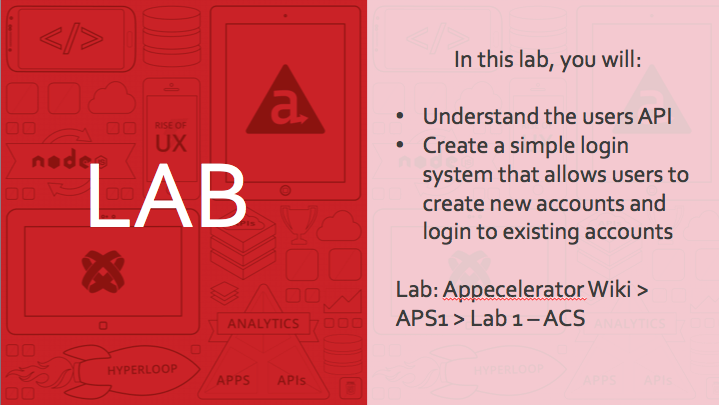 </>
RISE OF
UX
node
a
LAB
APIs
ANALYTICS
HYPERLOOP
APPS
APIs
In this lab, you will:
• Understand the users API
• Create a simple login
system that allows users to
create new accounts and
login to existing accounts
Lab: Appecelerator Wiki >
APS1 > Lab 1 – ACS